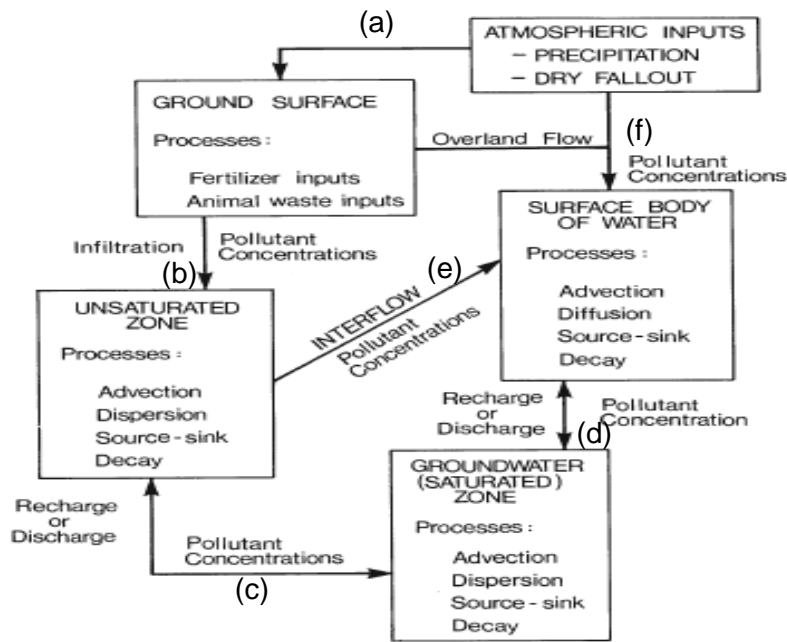 (a)
ATMOSPHERIC INPUTS
– PRECIPITATION
– DRY FALLOUT
GROUND SURFACE
Processes :
Fertilizer inputs
Animal waste inputs
Overland Flow
(f)
Pollutant
Concentrations
Infiltration
Pollutant
Concentrations
(b)
SURFACE BODY
OF WATER
Processes :
Advection
Diffusion
Source-sink
Decay
(e)
INTERFLOW
Pollutant
Concentrations
UNSATURATED
ZONE
Processes :
Advection
Dispersion
Source-sink
Decay
Recharge
or
Discharge
Pollutant
Concentration
(d)
GROUNDWATER
(SATURATED)
ZONE
Processes :
Advection
Dispersion
Source-sink
Decay
Recharge
or
Discharge
Pollutant
Concentrations
(c)